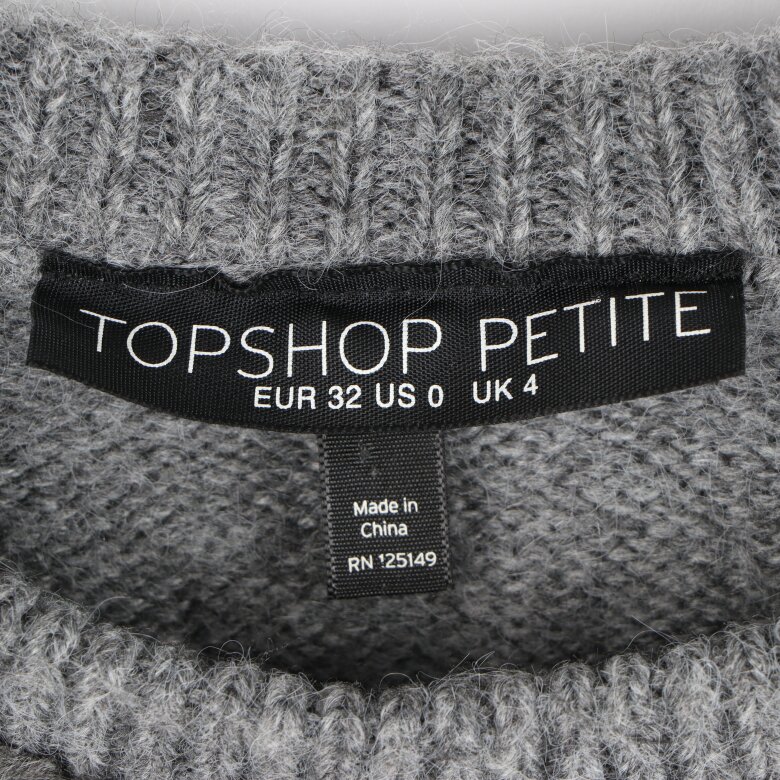 TOPSHOP PETITE
EUR 32 US 0 UK 4
Made in
China
RN 125149